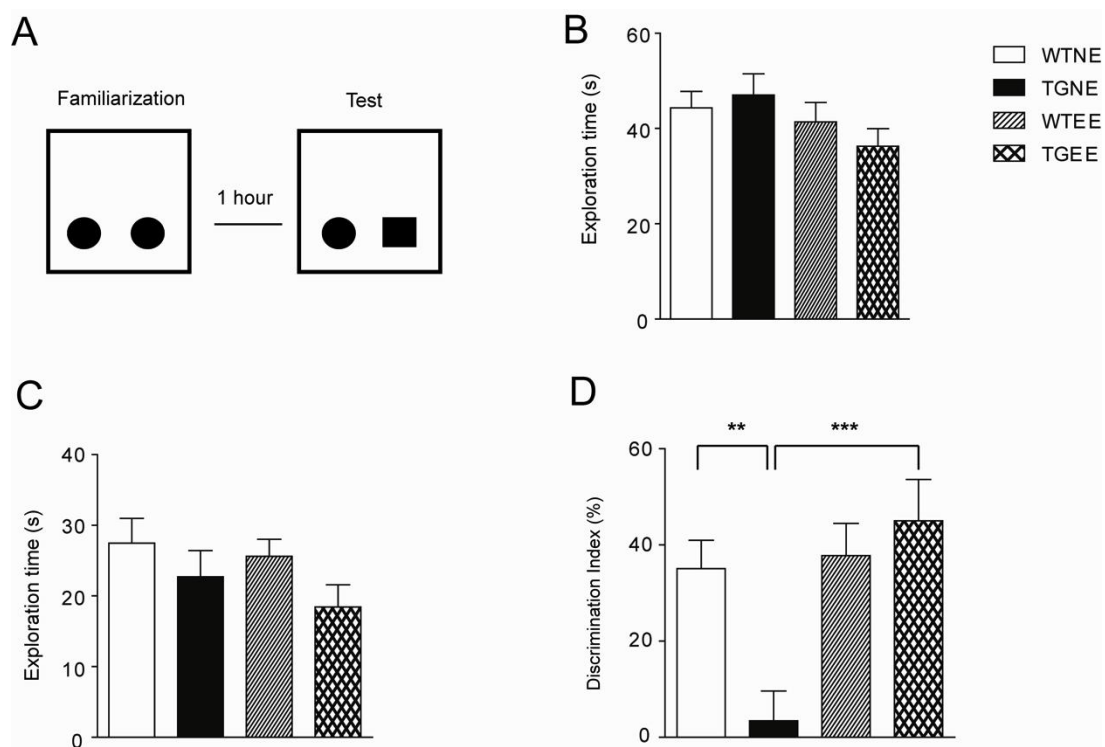 A
Familiarization
Test
1 hour
B
Exploration time (s)
60
40
20
0
WTNE
TGNE
WTEE
TGEE
C
Exploration time (s)
40
30
20
10
0
D
Discrimination Index (%)
60
40
20
0
**
***